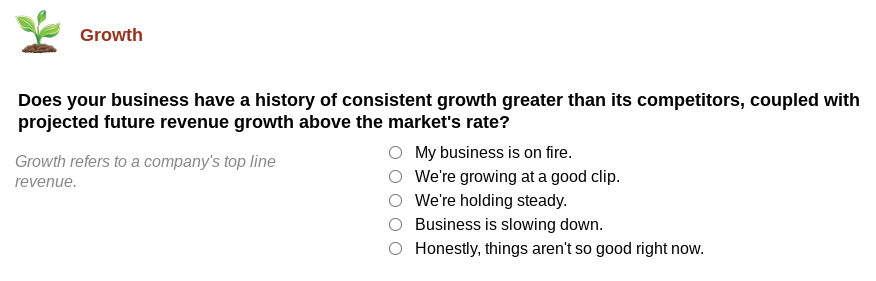 Growth
Does your business have a history of consistent growth greater than its competitors, coupled with
projected future revenue growth above the market's rate?
Growth refers to a company's top line
revenue.
My business is on fire.
We're growing at a good clip.
We're holding steady.
Business is slowing down.
Honestly, things aren't so good right now.